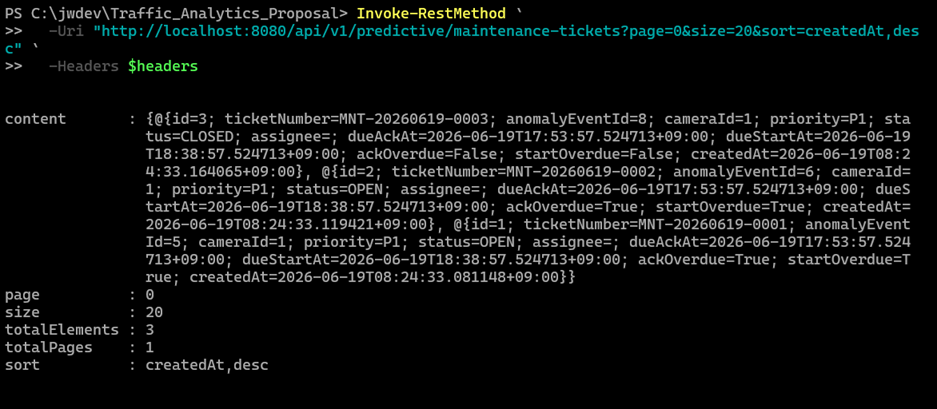 PS C:\jwdev\Traffic_Analytics_Proposal> Invoke-RestMethod `
>>   -Uri "http://localhost:8080/api/v1/predictive/maintenance-tickets?page=0&size=20&sort=createdAt,des
c" `
>>   -Headers $headers
content       : {@{id=3; ticketNumber=MNT-20260619-0003; anomalyEventId=8; cameraId=1; priority=P1; sta
                tus=CLOSED; assignee=; dueAckAt=2026-06-19T17:53:57.524713+09:00; dueStartAt=2026-06-19
                T18:38:57.524713+09:00; ackOverdue=False; startOverdue=False; createdAt=2026-06-19T08:2
                4:33.164065+09:00}, @{id=2; ticketNumber=MNT-20260619-0002; anomalyEventId=6; cameraId=
                1; priority=P1; status=OPEN; assignee=; dueAckAt=2026-06-19T17:53:57.524713+09:00; dueS
                tartAt=2026-06-19T18:38:57.524713+09:00; ackOverdue=True; startOverdue=True; createdAt=
                2026-06-19T08:24:33.119421+09:00}, @{id=1; ticketNumber=MNT-20260619-0001; anomalyEvent
                Id=5; cameraId=1; priority=P1; status=OPEN; assignee=; dueAckAt=2026-06-19T17:53:57.524
                713+09:00; dueStartAt=2026-06-19T18:38:57.524713+09:00; ackOverdue=True; startOverdue=T
                rue; createdAt=2026-06-19T08:24:33.081148+09:00}}
page          : 0
size          : 20
totalElements : 3
totalPages    : 1
sort          : createdAt,desc